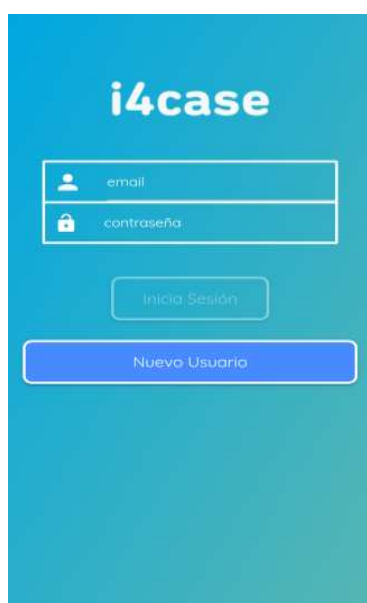 i4case
email
contraseña
Inicia Sesión
Nuevo Usuario